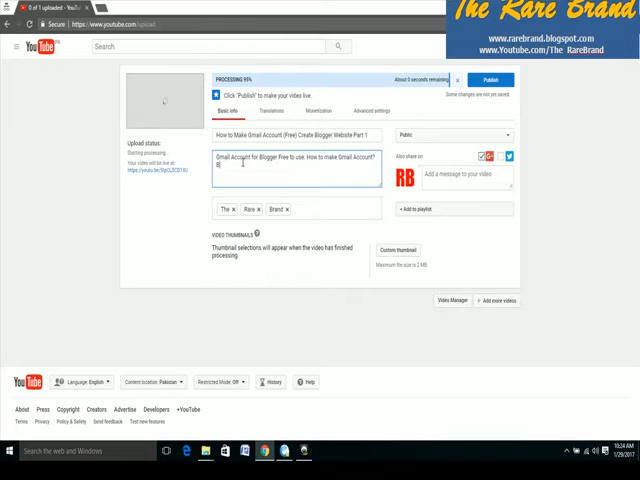 0 of 1 uploaded - YouTub
The Rare Brand
Secure | https://www.youtube.com/upload
www.rarebrand.blogspot.com
www.Youtube.com/The RareBrand
YouTube PK
Search
PROCESSING 95%
About 0 seconds remaining.
Publish
Click "Publish" to make your video live.
Some changes are not yet saved.
Basic info
Translations
Monetization
Advanced settings
Upload status:
Starting processing...
Your video will be live at:
How to Make Gmail Account (Free) Create Blogger Website Part 1
Public
Gmail Account for Blogger Free to use. How to make Gmail Account?
B
Also share on
RB
Add a message to your video
The
Rare
Brand
+ Add to playlist
VIDEO THUMBNAILS
Thumbnail selections will appear when the video has finished
processing.
Custom thumbnail
Maximum file size is 2 MB.
Video Manager
+ Add more videos
YouTube
Language: English
Content location: Pakistan
Restricted Mode: Off
History
Help
About
Press
Copyright
Creators
Advertise
Developers
+YouTube
Terms
Privacy
Policy & Safety
Send feedback
Test new features
Search the web and Windows
10:24 AM
1/29/2017